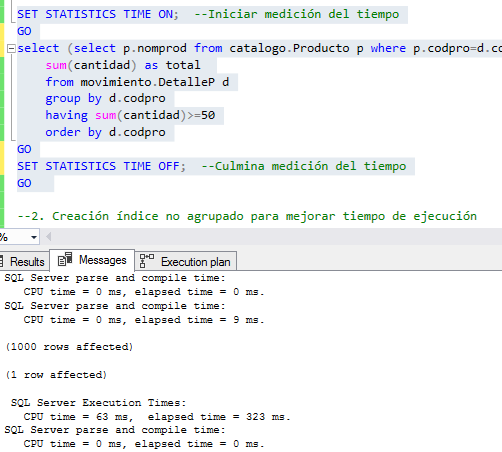 SET STATISTICS TIME ON;  --Iniciar medición del tiempo
GO
select (select p.nomprod from catalogo.Producto p where p.codpro=d.co
sum(cantidad) as total
from movimiento.DetalleP d
group by d.codpro
having sum(cantidad)>=50
order by d.codpro
GO
SET STATISTICS TIME OFF;  --Culmina medición del tiempo
GO
--2. Creación índice no agrupado para mejorar tiempo de ejecución
%
Results Messages Execution plan
SQL Server parse and compile time:
CPU time = 0 ms, elapsed time = 0 ms.
SQL Server parse and compile time:
CPU time = 0 ms, elapsed time = 9 ms.
(1000 rows affected)
(1 row affected)
SQL Server Execution Times:
CPU time = 63 ms,  elapsed time = 323 ms.
SQL Server parse and compile time:
CPU time = 0 ms, elapsed time = 0 ms.